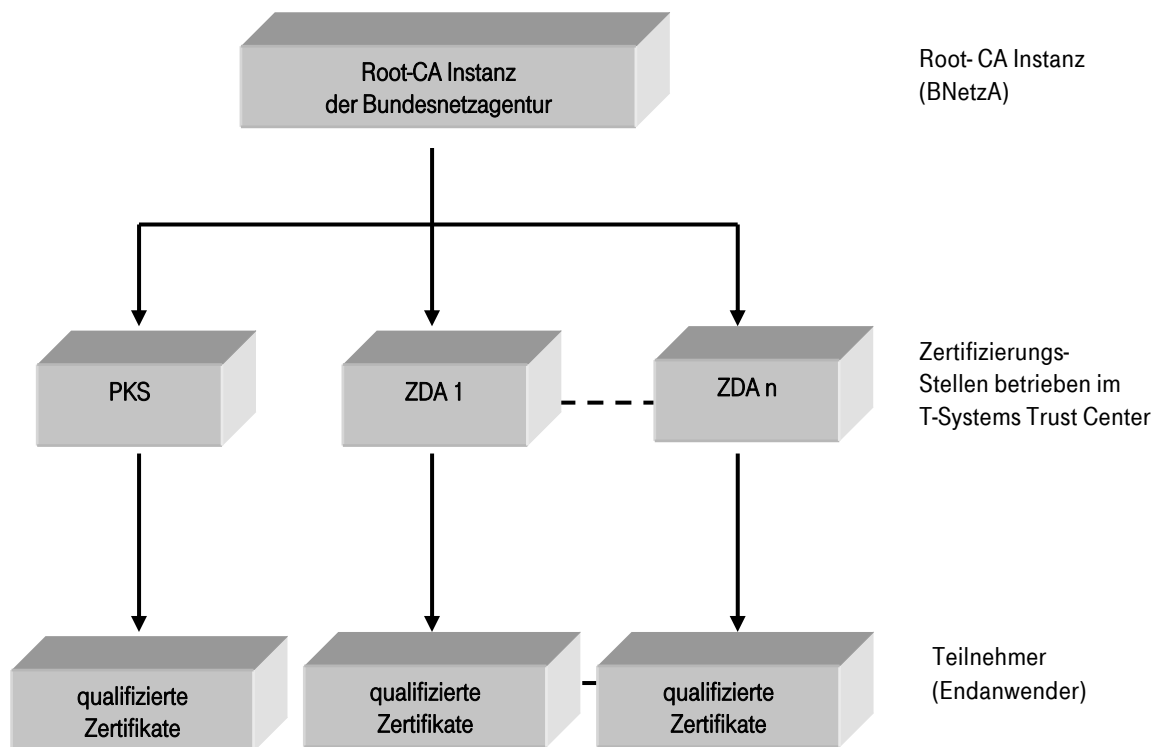 Root-CA Instanz
der Bundesnetzagentur
Root- CA Instanz
(BNetzA)
PKS
ZDA 1
ZDA n
Zertifizierungs-
Stellen betrieben im
T-Systems Trust Center
qualifizierte
Zertifikate
qualifizierte
Zertifikate
qualifizierte
Zertifikate
Teilnehmer
(Endanwender)